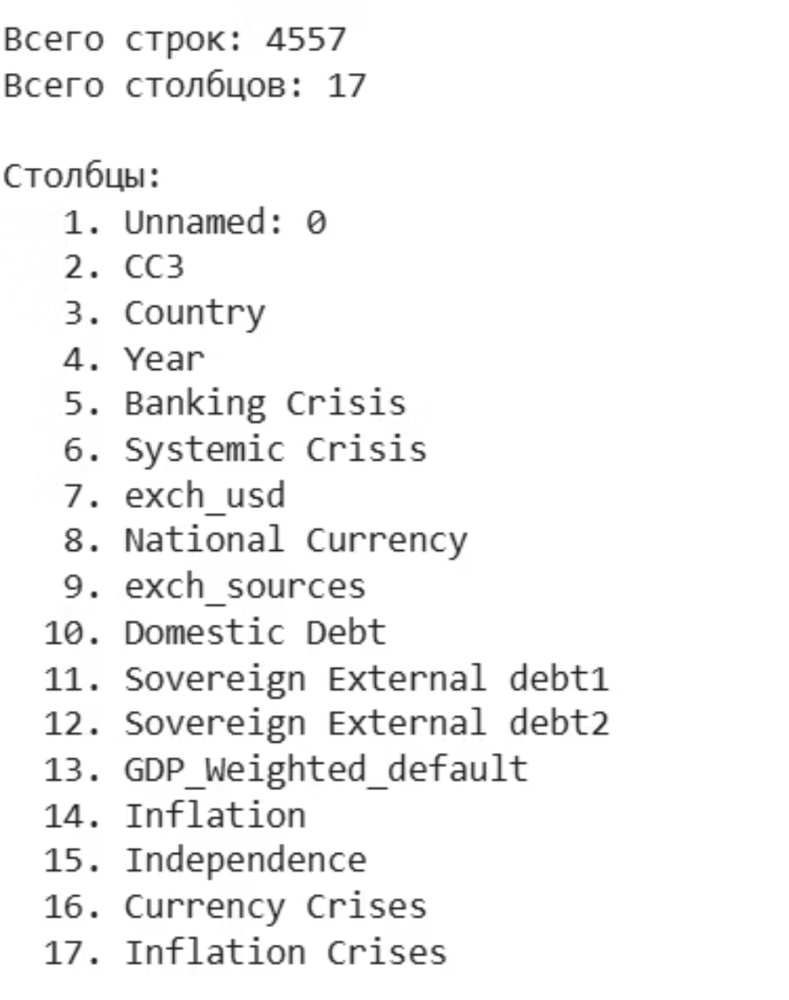 Всего строк: 4557
Всего столбцов: 17
Столбцы:
1. Unnamed: 0
2. CC3
3. Country
4. Year
5. Banking Crisis
6. Systemic Crisis
7. exch_usd
8. National Currency
9. exch_sources
10. Domestic Debt
11. Sovereign External debt1
12. Sovereign External debt2
13. GDP_Weighted_default
14. Inflation
15. Independence
16. Currency Crises
17. Inflation Crises